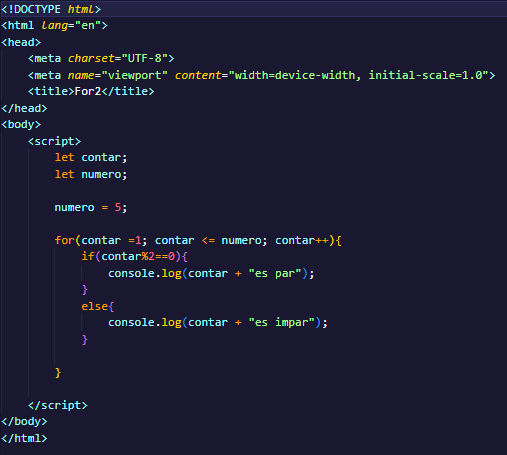 <!DOCTYPE html>
<html lang="en">
<head>
    <meta charset="UTF-8">
    <meta name="viewport" content="width=device-width, initial-scale=1.0">
    <title>For2</title>
</head>
<body>
    <script>
        let contar;
        let numero;

        numero = 5;

        for(contar =1; contar <= numero; contar++){
            if(contar%2==0){
                console.log(contar + "es par");
            }
            else{
                console.log(contar + "es impar");
            }

        }

    </script>
</body>
</html>